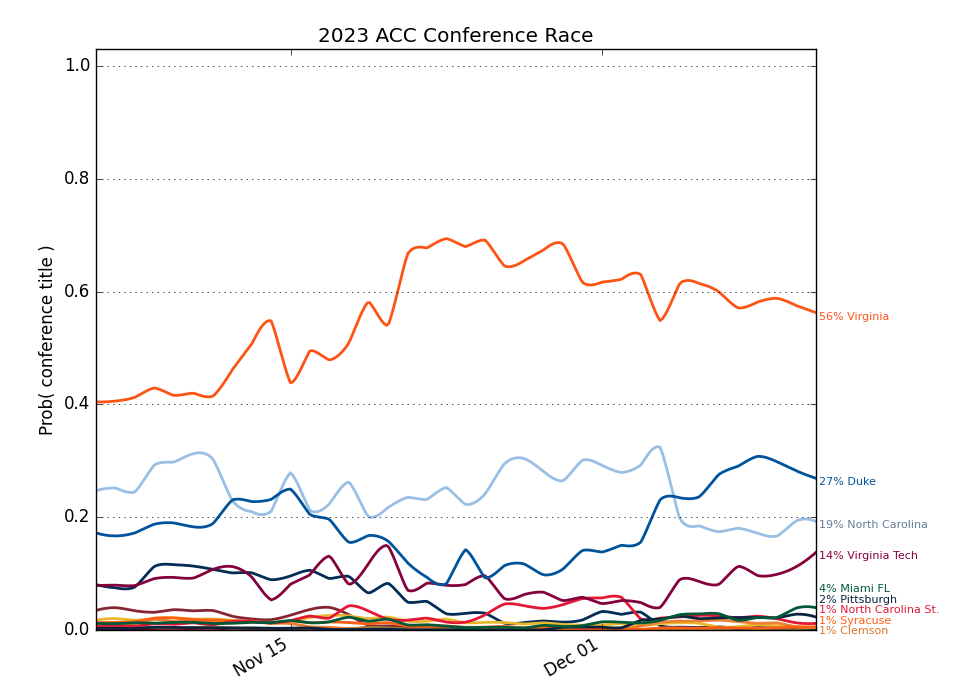 2023 ACC Conference Race
Prob( conference title )
1.0
0.8
0.6
0.4
0.2
0.0
Nov 15
Dec 01
56% Virginia
27% Duke
19% North Carolina
14% Virginia Tech
4% Miami FL
2% Pittsburgh
1% North Carolina St.
1% Syracuse
1% Clemson